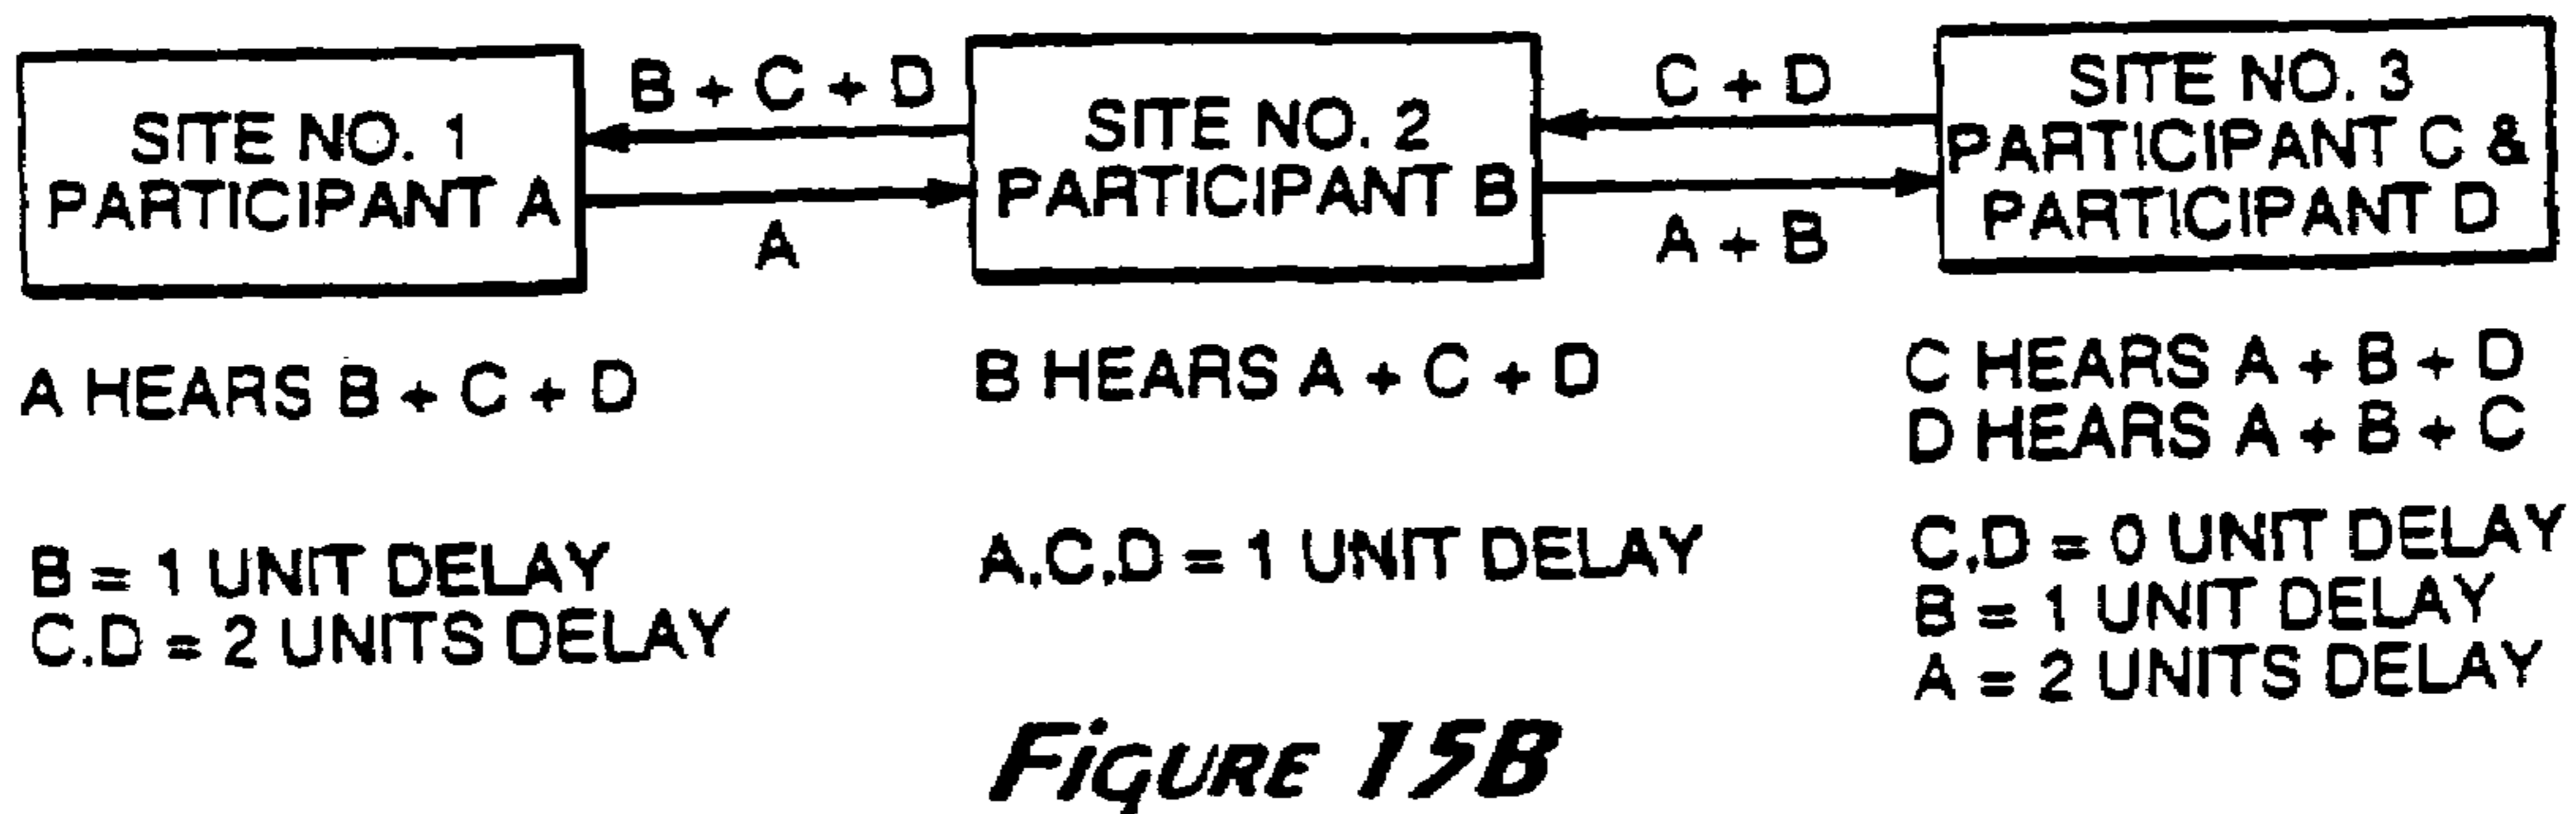 SITE NO. 1
PARTICIPANT A
B + C + D
A
SITE NO. 2
PARTICIPANT B
C + D
A + B
SITE NO. 3
PARTICIPANT C &
PARTICIPANT D
A HEARS B + C + D
B = 1 UNIT DELAY
C.D = 2 UNITS DELAY
B HEARS A + C + D
A.C.D = 1 UNIT DELAY
C HEARS A + B + D
D HEARS A + B + C
C.D = 0 UNIT DELAY
B = 1 UNIT DELAY
A = 2 UNITS DELAY
FIGURE 15B